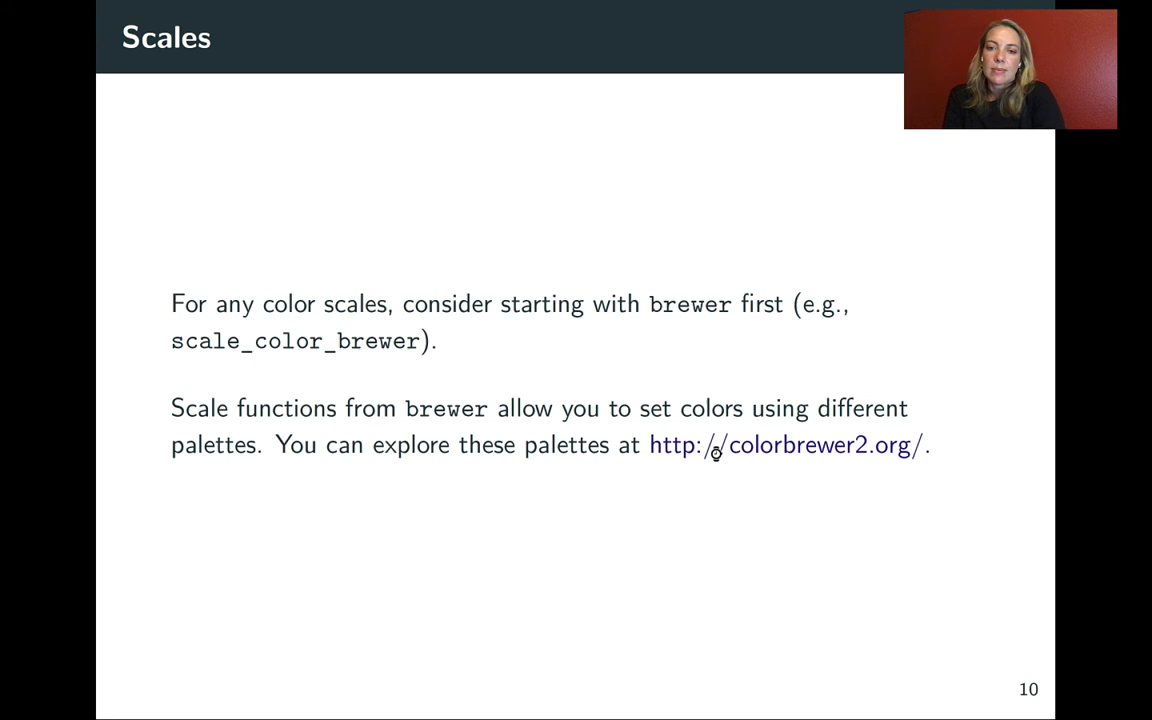 Scales
For any color scales, consider starting with brewer first (e.g.,
scale_color_brewer).
Scale functions from brewer allow you to set colors using different
palettes. You can explore these palettes at http://colorbrewer2.org/.
10